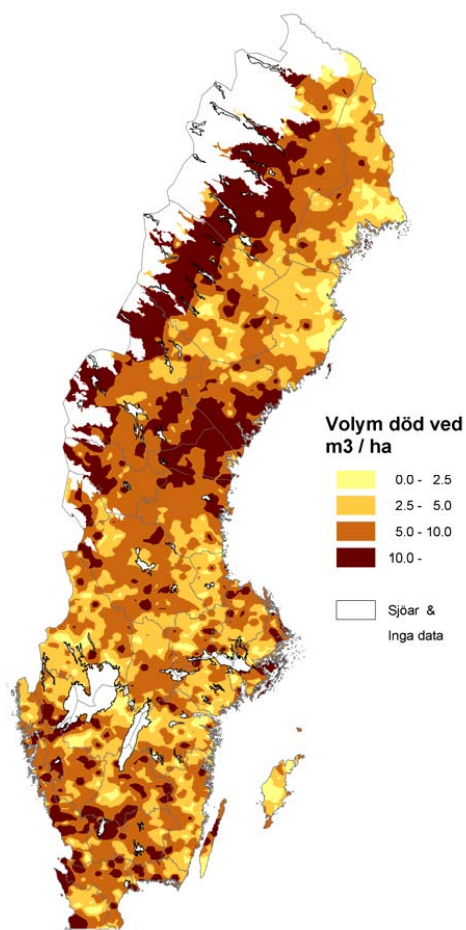 Volym död ved
m3 / ha
0.0 - 2.5
2.5 - 5.0
5.0 - 10.0
10.0 -
Sjöar &
Inga data